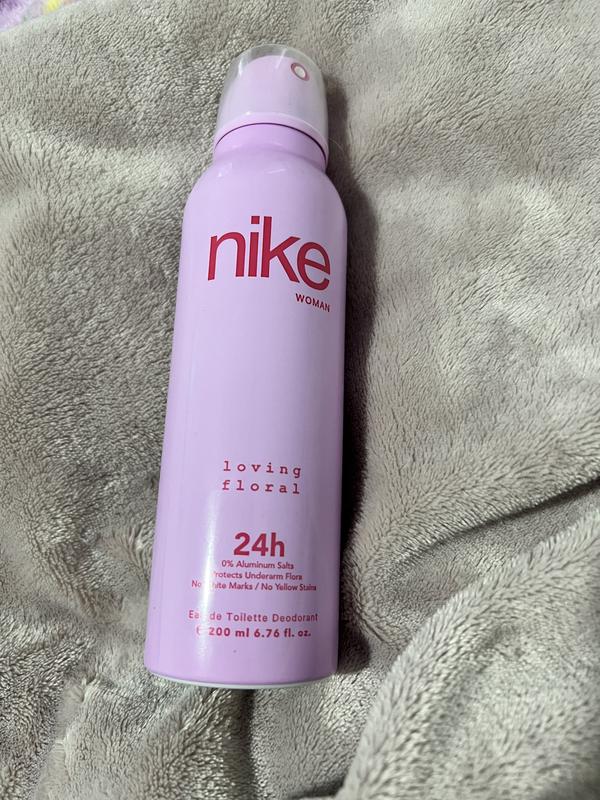 nike
WOMAN
loving
floral
24h
0% Aluminum Salts
Protects Underarm Flora
No White Marks / No Yellow Stains
Eau de Toilette Deodorant
℮ 200 ml 6.76 fl. oz.